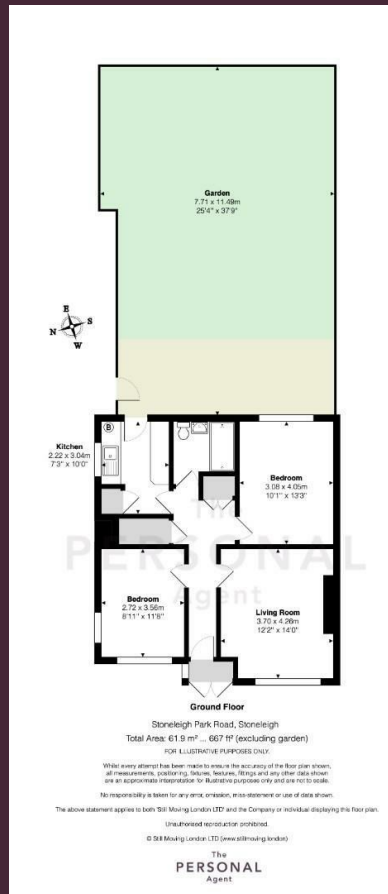 Garden
7.71 x 11.49m
25'4" x 37'9"
E
N
S
W
B
Kitchen
2.22 x 3.04m
7'3" x 10'0"
Bedroom
3.08 x 4.05m
10'1" x 13'3"
The
PERSONAL
Agent
Bedroom
2.72 x 3.56m
8'11" x 11'8"
Living Room
3.70 x 4.26m
12'2" x 14'0"
Ground Floor
Stoneleigh Park Road, Stoneleigh
Total Area: 61.9 m² ... 667 ft² (excluding garden)
FOR ILLUSTRATIVE PURPOSES ONLY.
Whilst every attempt has been made to ensure the accuracy of the floor plan shown,
all measurements, positioning, fixtures, features, fittings and any other data shown
are an approximate interpretation for illustrative purposes only and are not to scale.
No responsibility is taken for any error, omission, miss-statement or use of data shown.
The above statement applies to both 'Still Moving London LTD' and the Company or individual displaying this floor plan.
Unauthorised reproduction prohibited.
© Still Moving London LTD (www.stillmoving.london)
The
PERSONAL
Agent